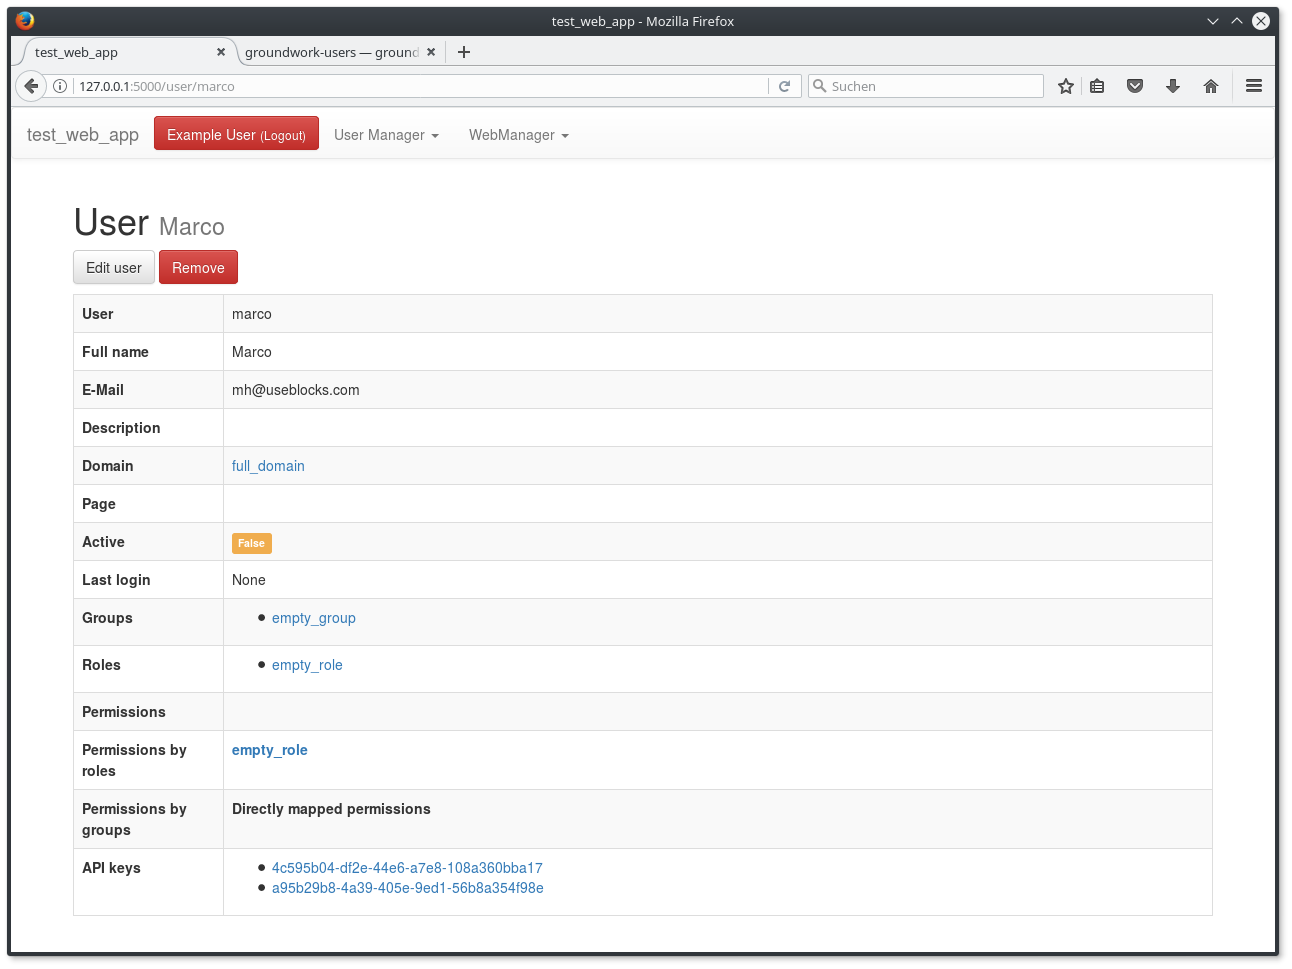 test_web_app - Mozilla Firefox
test_web_app
groundwork-users — ground
127.0.0.1:5000/user/marco
Suchen
test_web_app Example User (Logout) User Manager WebManager
User Marco
Edit user Remove
User marco
Full name Marco
E-Mail mh@useblocks.com
Description
Domain full_domain
Page
Active False
Last login None
Groups empty_group
Roles empty_role
Permissions
Permissions by empty_role
roles
Permissions by Directly mapped permissions
groups
API keys 4c595b04-df2e-44e6-a7e8-108a360bba17
a95b29b8-4a39-405e-9ed1-56b8a354f98e